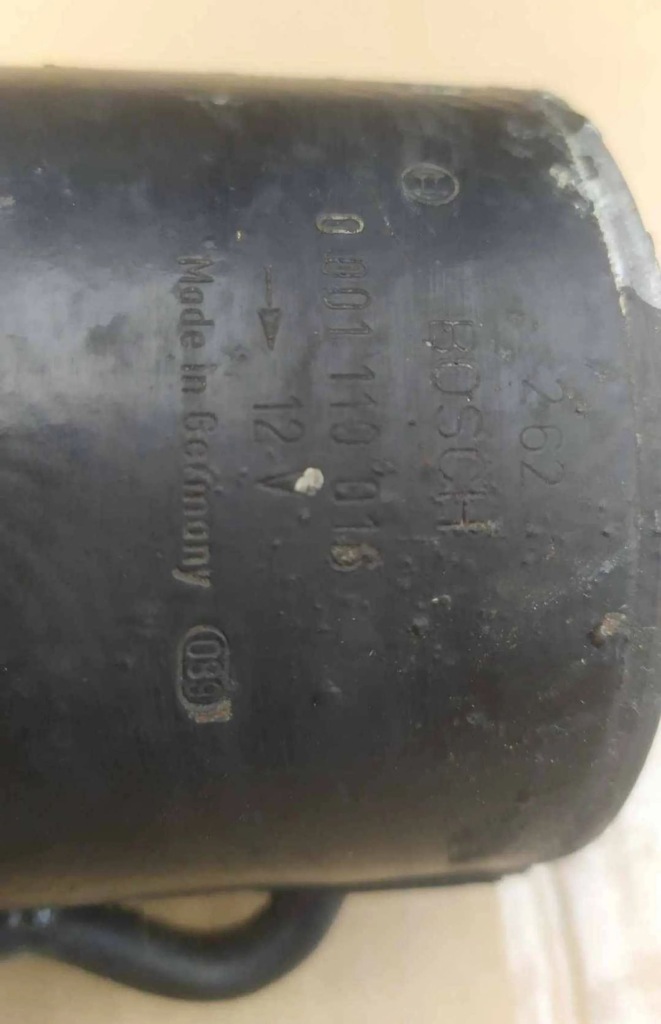 262
BOSCH
0 001 110 016
→ 12 V
Made in Germany 039